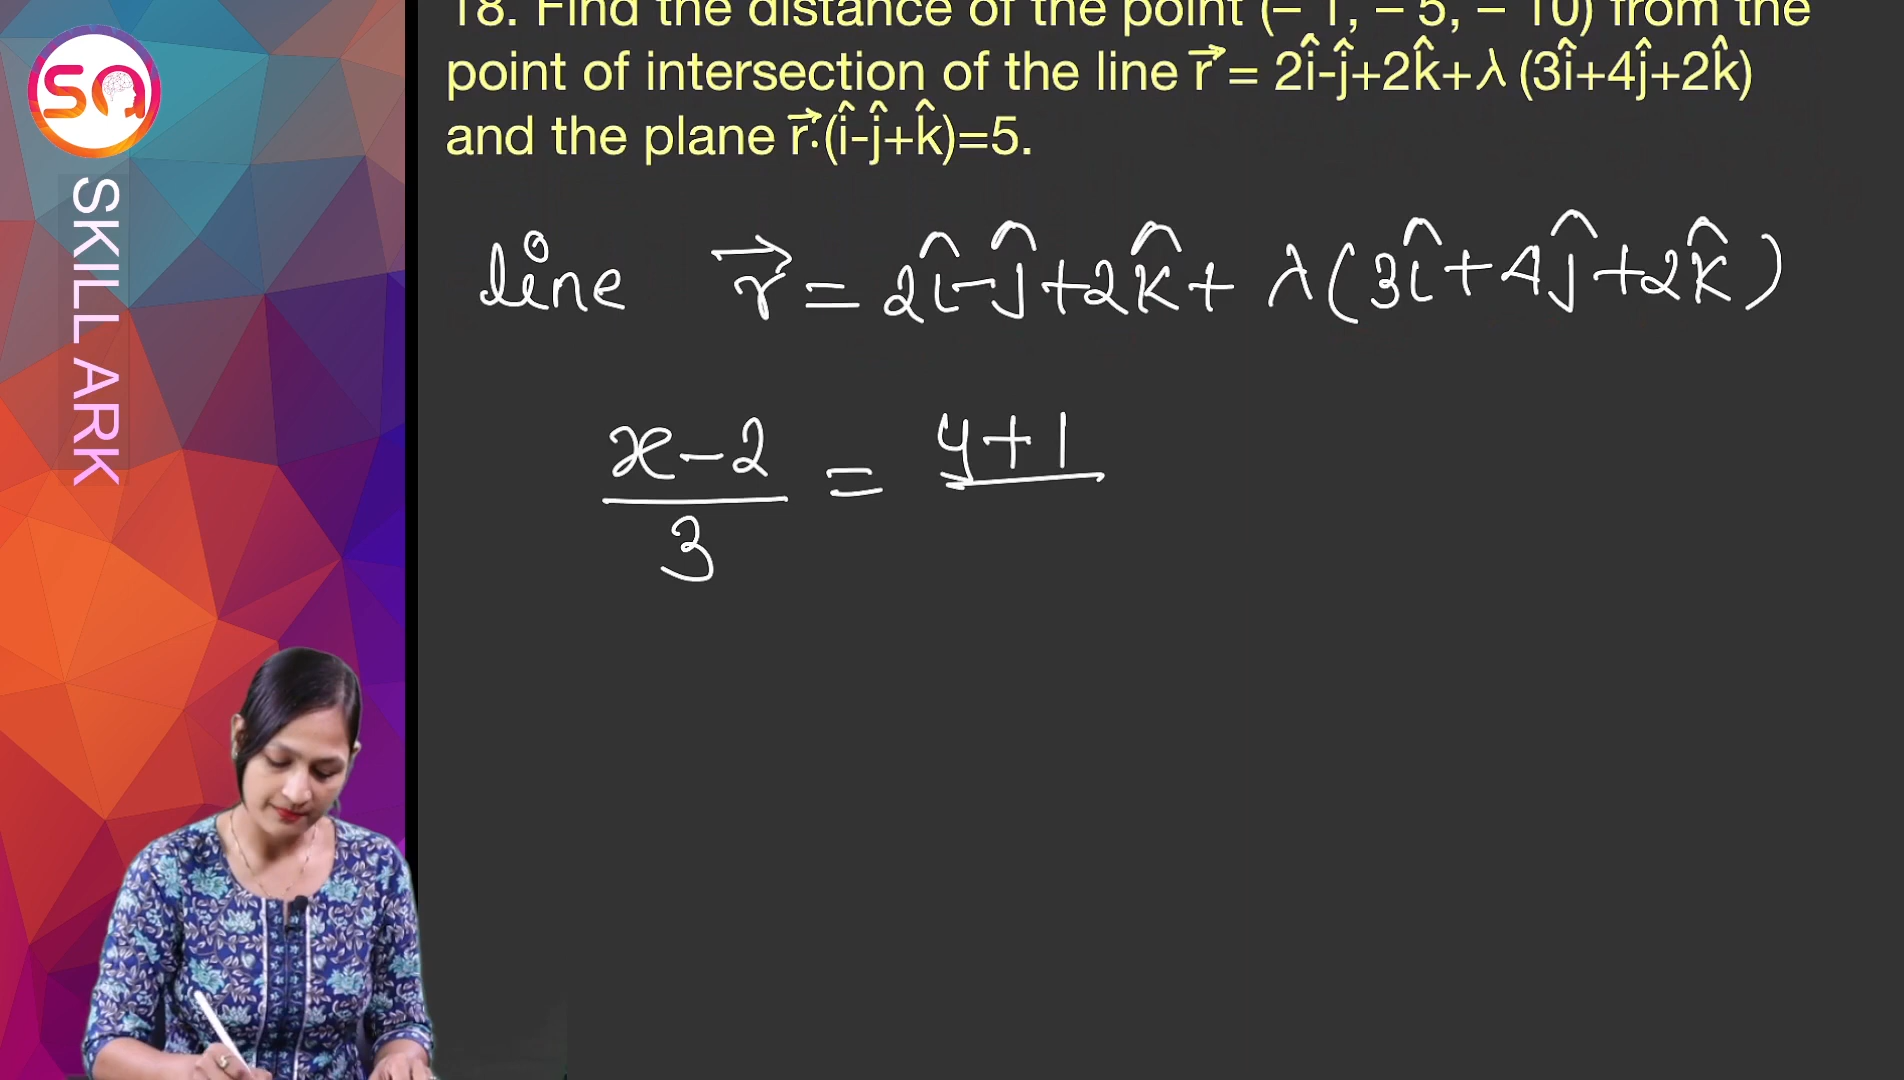 SA
SKILL ARK
18. Find the distance of the point (– 1, – 5, – 10) from the
point of intersection of the line r⃗ = 2î-ĵ+2k̂+λ (3î+4ĵ+2k̂)
and the plane r⃗.(î-ĵ+k̂)=5.
line r⃗ = 2î-ĵ+2k̂+ λ(3î+4ĵ+2k̂)
x-2 = y+1
3